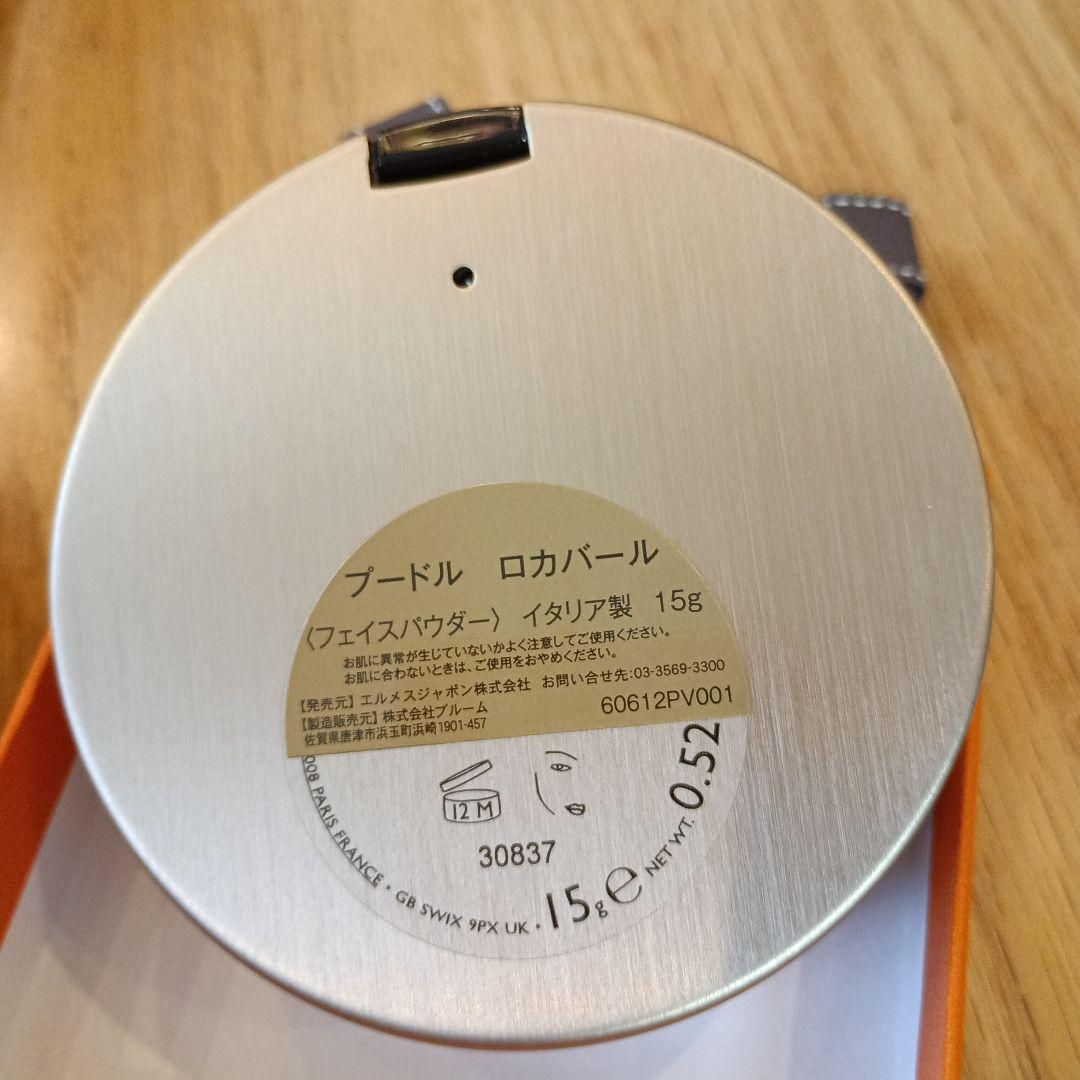 プードル　ロカバール
〈フェイスパウダー〉　イタリア製　15g
お肌に異常が生じていないかよく注意してご使用ください。
お肌に合わないときは、ご使用をおやめください。
【発売元】エルメスジャポン株式会社　お問い合せ先:03-3569-3300
【製造販売元】株式会社ブルーム　60612PV001
佐賀県唐津市浜玉町浜崎1901-457
12 M
30837
008 PARIS FRANCE • GB SW1X 9PX UK • 15g ℮ NET WT. 0.52